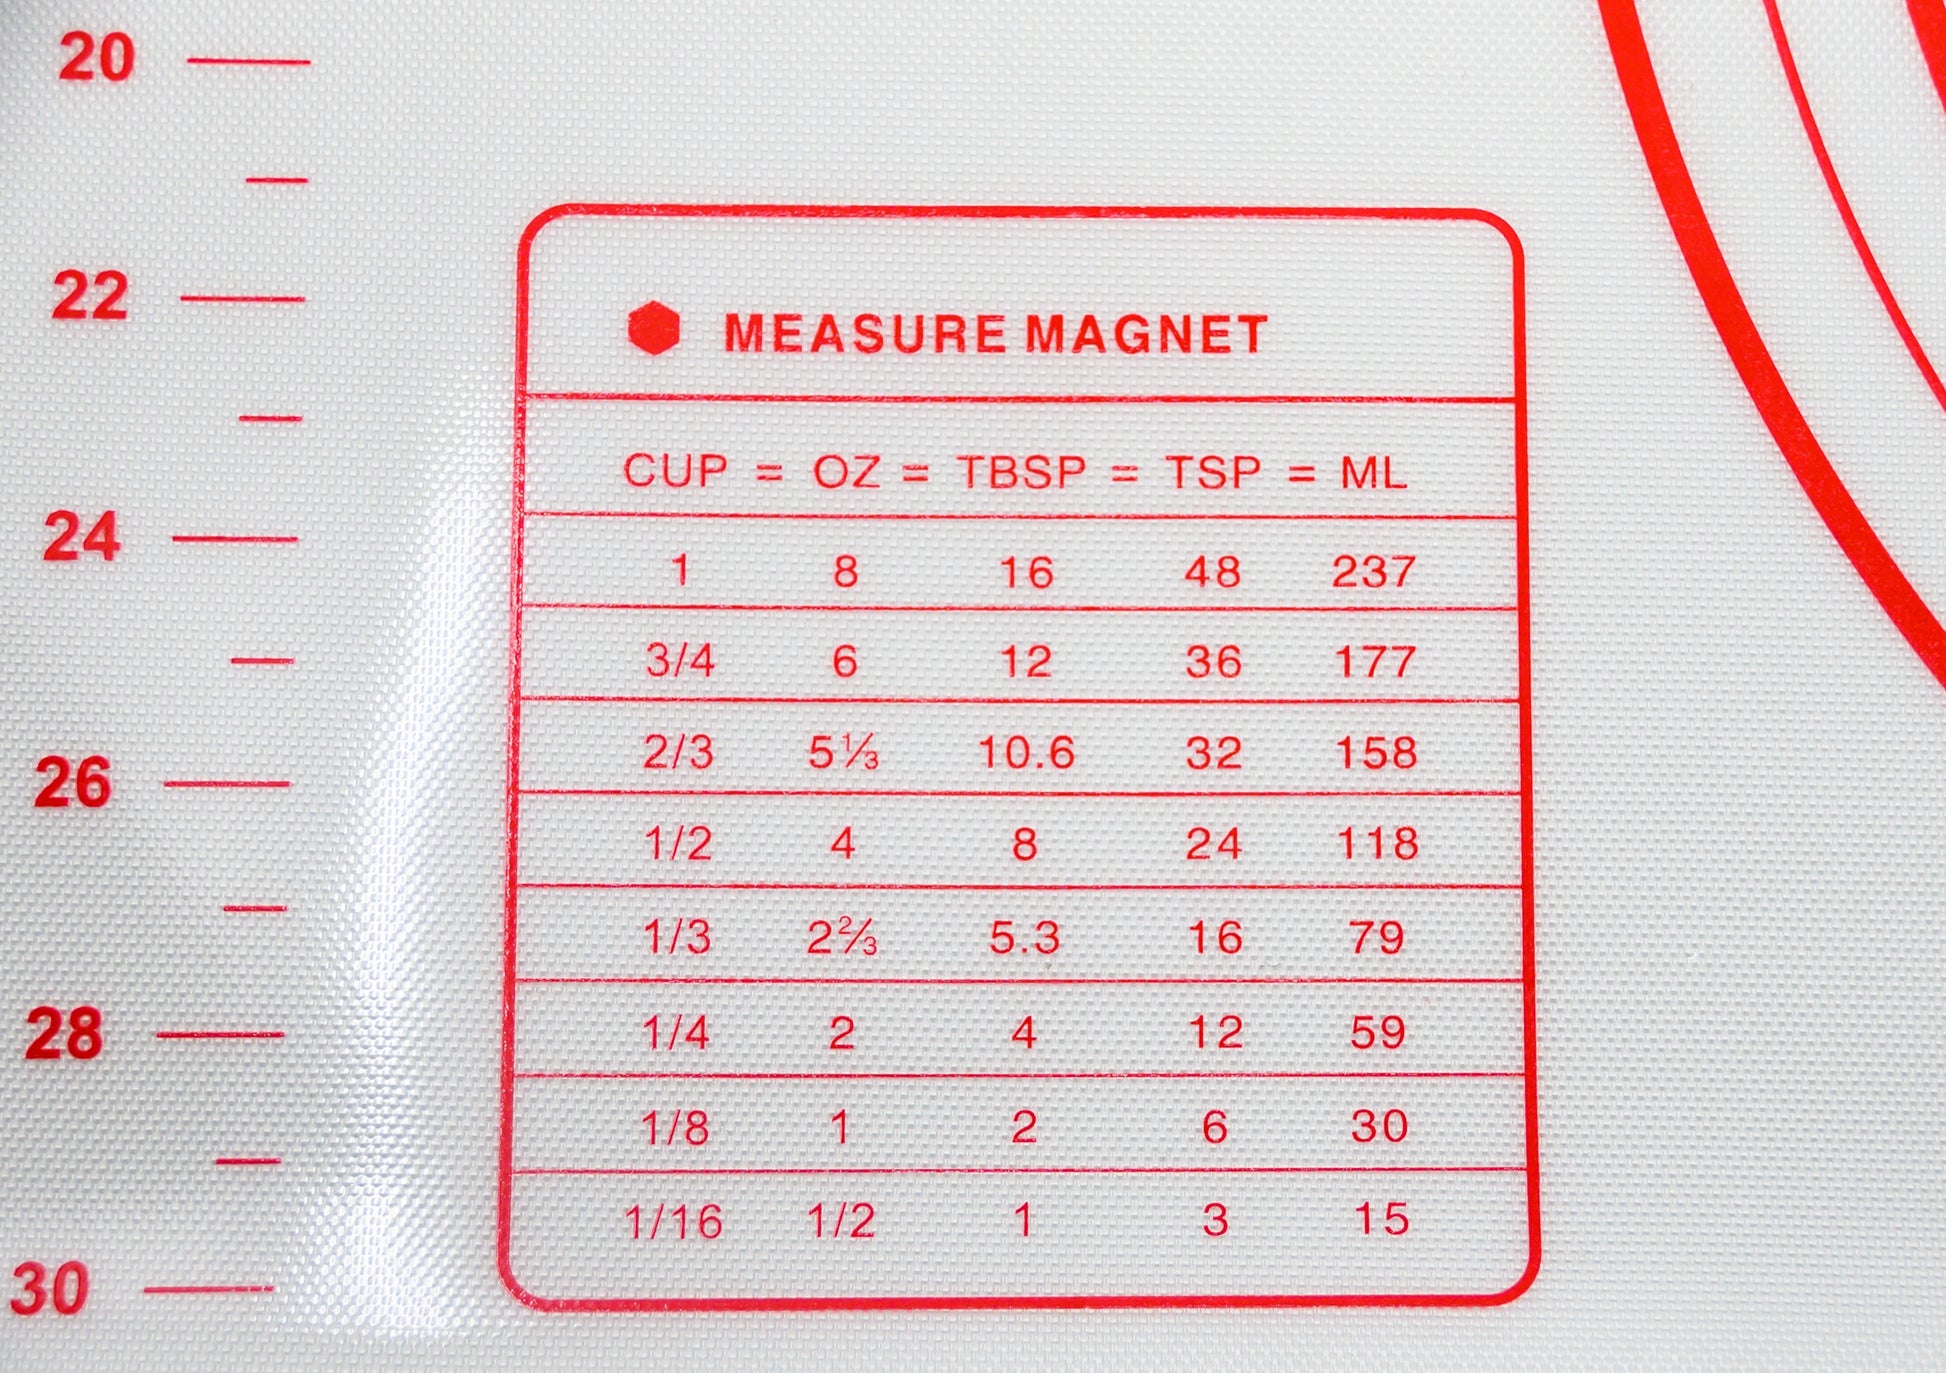 20
22
24
26
28
30
MEASURE MAGNET
CUP = OZ = TBSP = TSP = ML
1 8 16 48 237
3/4 6 12 36 177
2/3 5⅓ 10.6 32 158
1/2 4 8 24 118
1/3 2⅔ 5.3 16 79
1/4 2 4 12 59
1/8 1 2 6 30
1/16 1/2 1 3 15